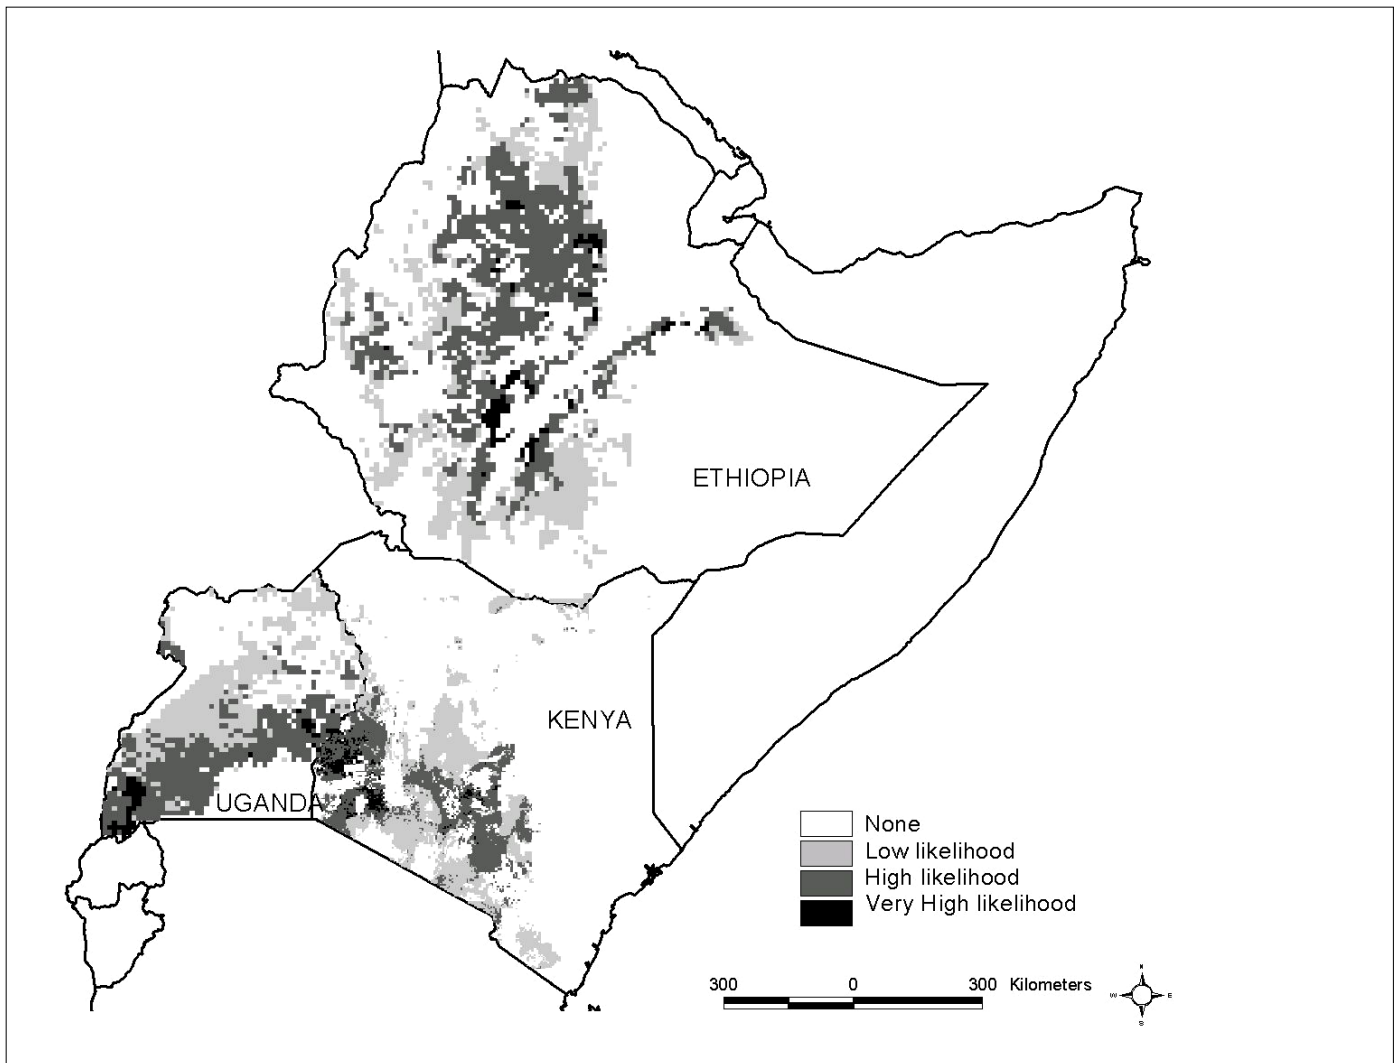 ETHIOPIA
KENYA
UGANDA
None
Low likelihood
High likelihood
Very High likelihood
300 0 300 Kilometers
N
W E
S